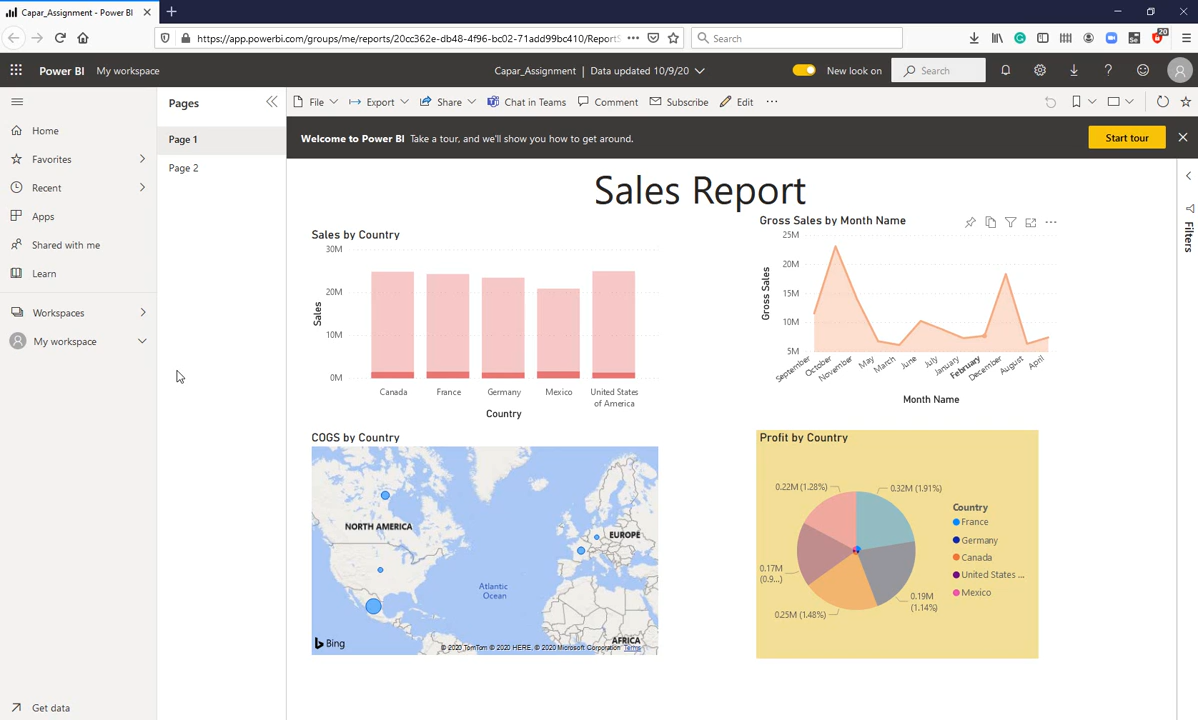 Capar_Assignment - Power BI
https://app.powerbi.com/groups/me/reports/20cc362e-db48-4f96-bc02-71add99bc410/ReportS
Search
20
Power BI
My workspace
Capar_Assignment | Data updated 10/9/20
New look on
Search
Pages
File
Export
Share
Chat in Teams
Comment
Subscribe
Edit
Home
Favorites
Recent
Apps
Shared with me
Learn
Workspaces
My workspace
Get data
Page 1
Page 2
Welcome to Power BI Take a tour, and we'll show you how to get around.
Start tour
Filters
Sales Report
Sales by Country
30M
20M
10M
0M
Sales
Canada
France
Germany
Mexico
United States
of America
Country
Gross Sales by Month Name
25M
20M
15M
10M
5M
Gross Sales
September
October
November
May
March
June
July
January
February
December
August
April
Month Name
COGS by Country
NORTH AMERICA
EUROPE
Atlantic
Ocean
AFRICA
Bing
© 2020 TomTom © 2020 HERE, © 2020 Microsoft Corporation Terms
Profit by Country
0.22M (1.28%)
0.32M (1.91%)
0.17M
(0.9...)
0.19M
(1.14%)
0.25M (1.48%)
Country
France
Germany
Canada
United States ...
Mexico